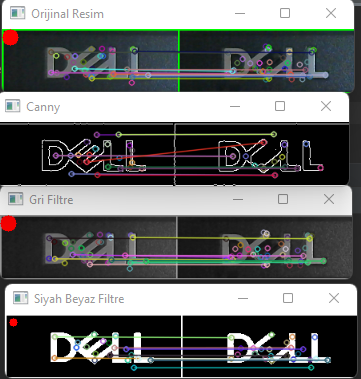 Orijinal Resim
DELL DELL
Canny
DELL DELL
Gri Filtre
DELL DELL
Siyah Beyaz Filtre
DELL DELL